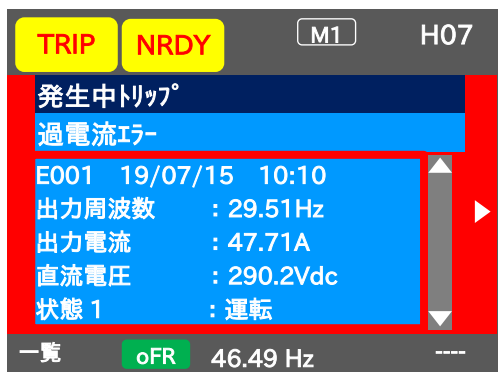 TRIP NRDY M1 H07
発生中ﾄﾘｯﾌﾟ
過電流ｴﾗｰ
E001 19/07/15 10:10
出力周波数 : 29.51Hz
出力電流 : 47.71A
直流電圧 : 290.2Vdc
状態1 : 運転
一覧 oFR 46.49 Hz ----